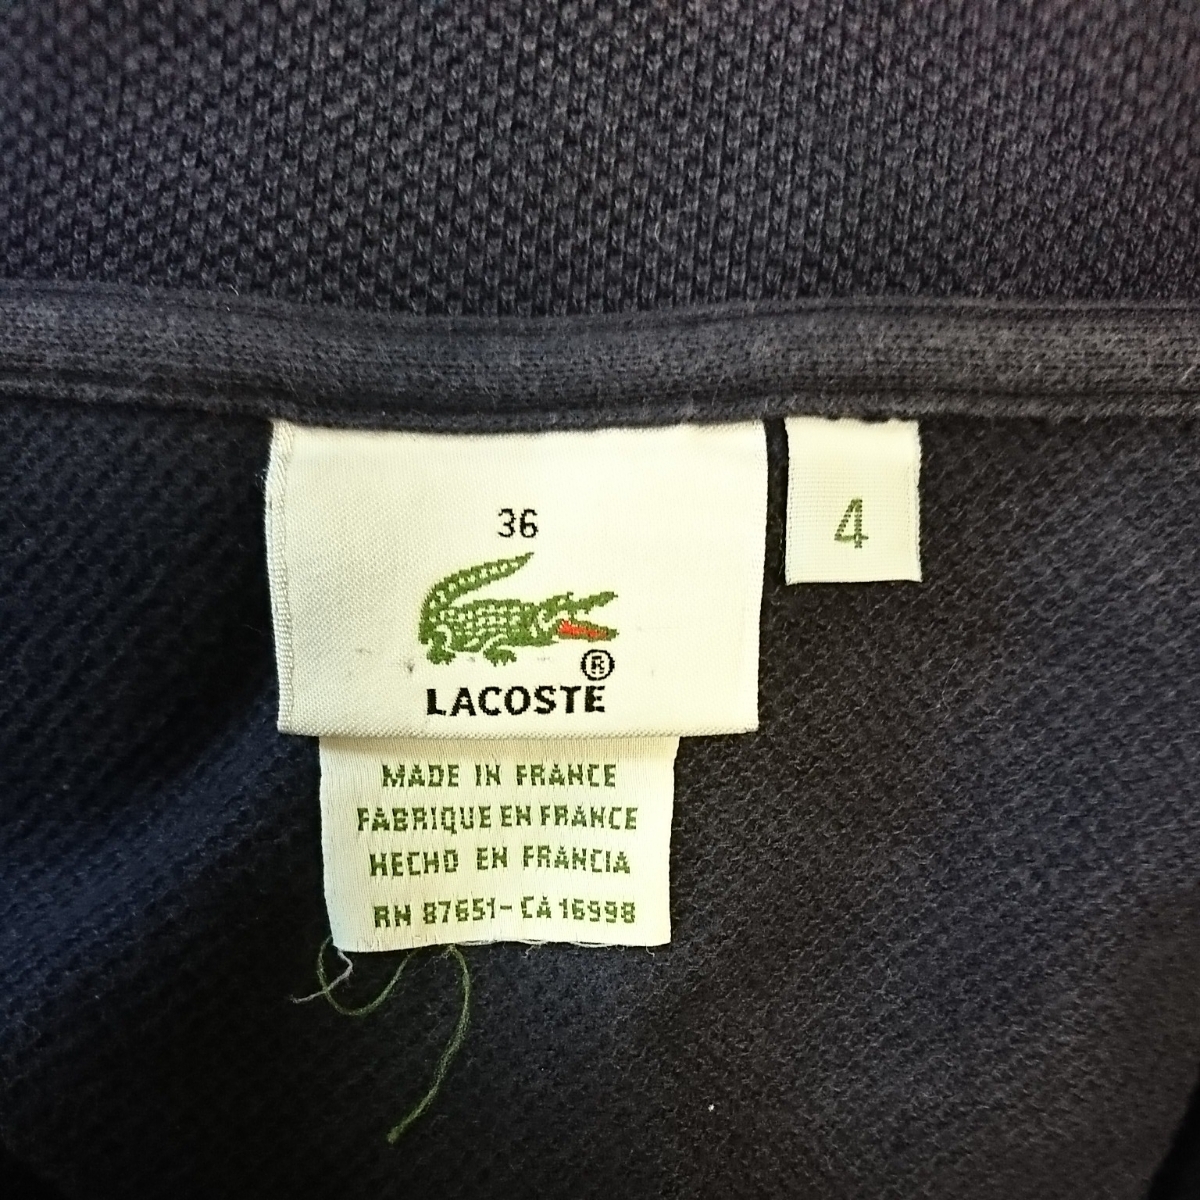 36
4
®
LACOSTE
MADE IN FRANCE
FABRIQUE EN FRANCE
HECHO EN FRANCIA
RN 87651-CA 16998